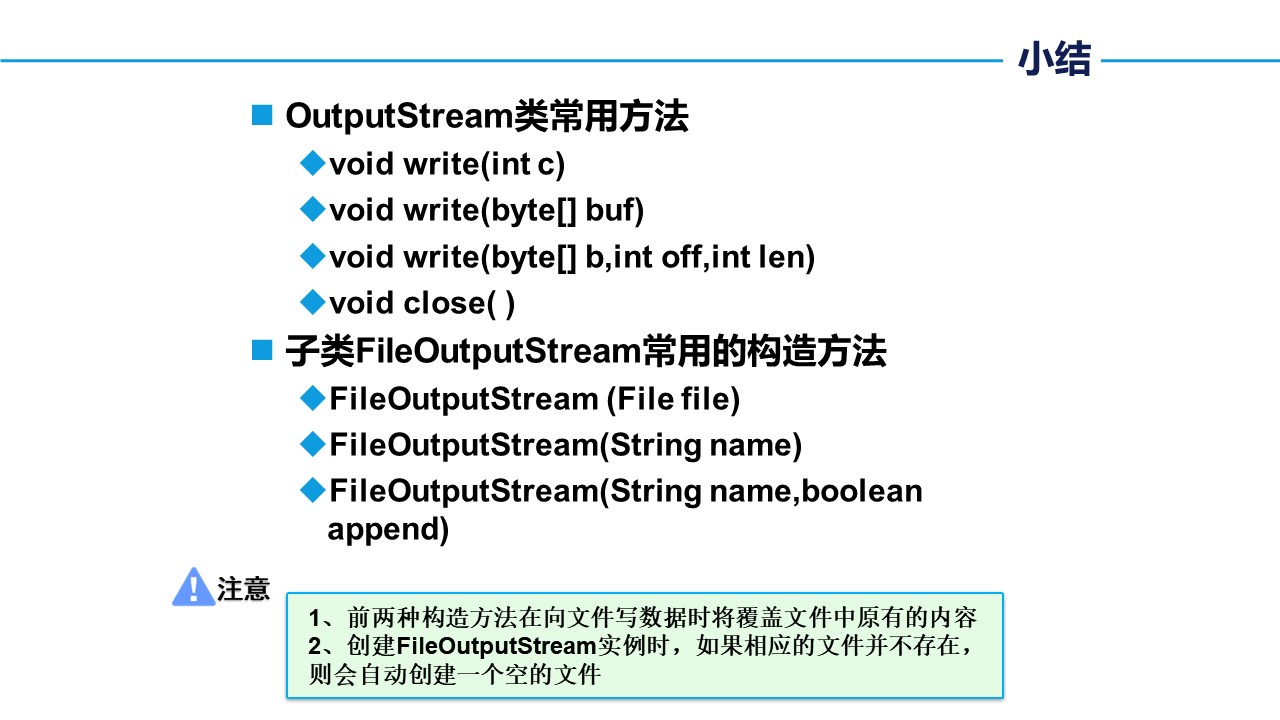 小结
OutputStream类常用方法
void write(int c)
void write(byte[] buf)
void write(byte[] b,int off,int len)
void close( )
子类FileOutputStream常用的构造方法
FileOutputStream (File file)
FileOutputStream(String name)
FileOutputStream(String name,boolean
append)
注意
1、前两种构造方法在向文件写数据时将覆盖文件中原有的内容
2、创建FileOutputStream实例时，如果相应的文件并不存在，
则会自动创建一个空的文件